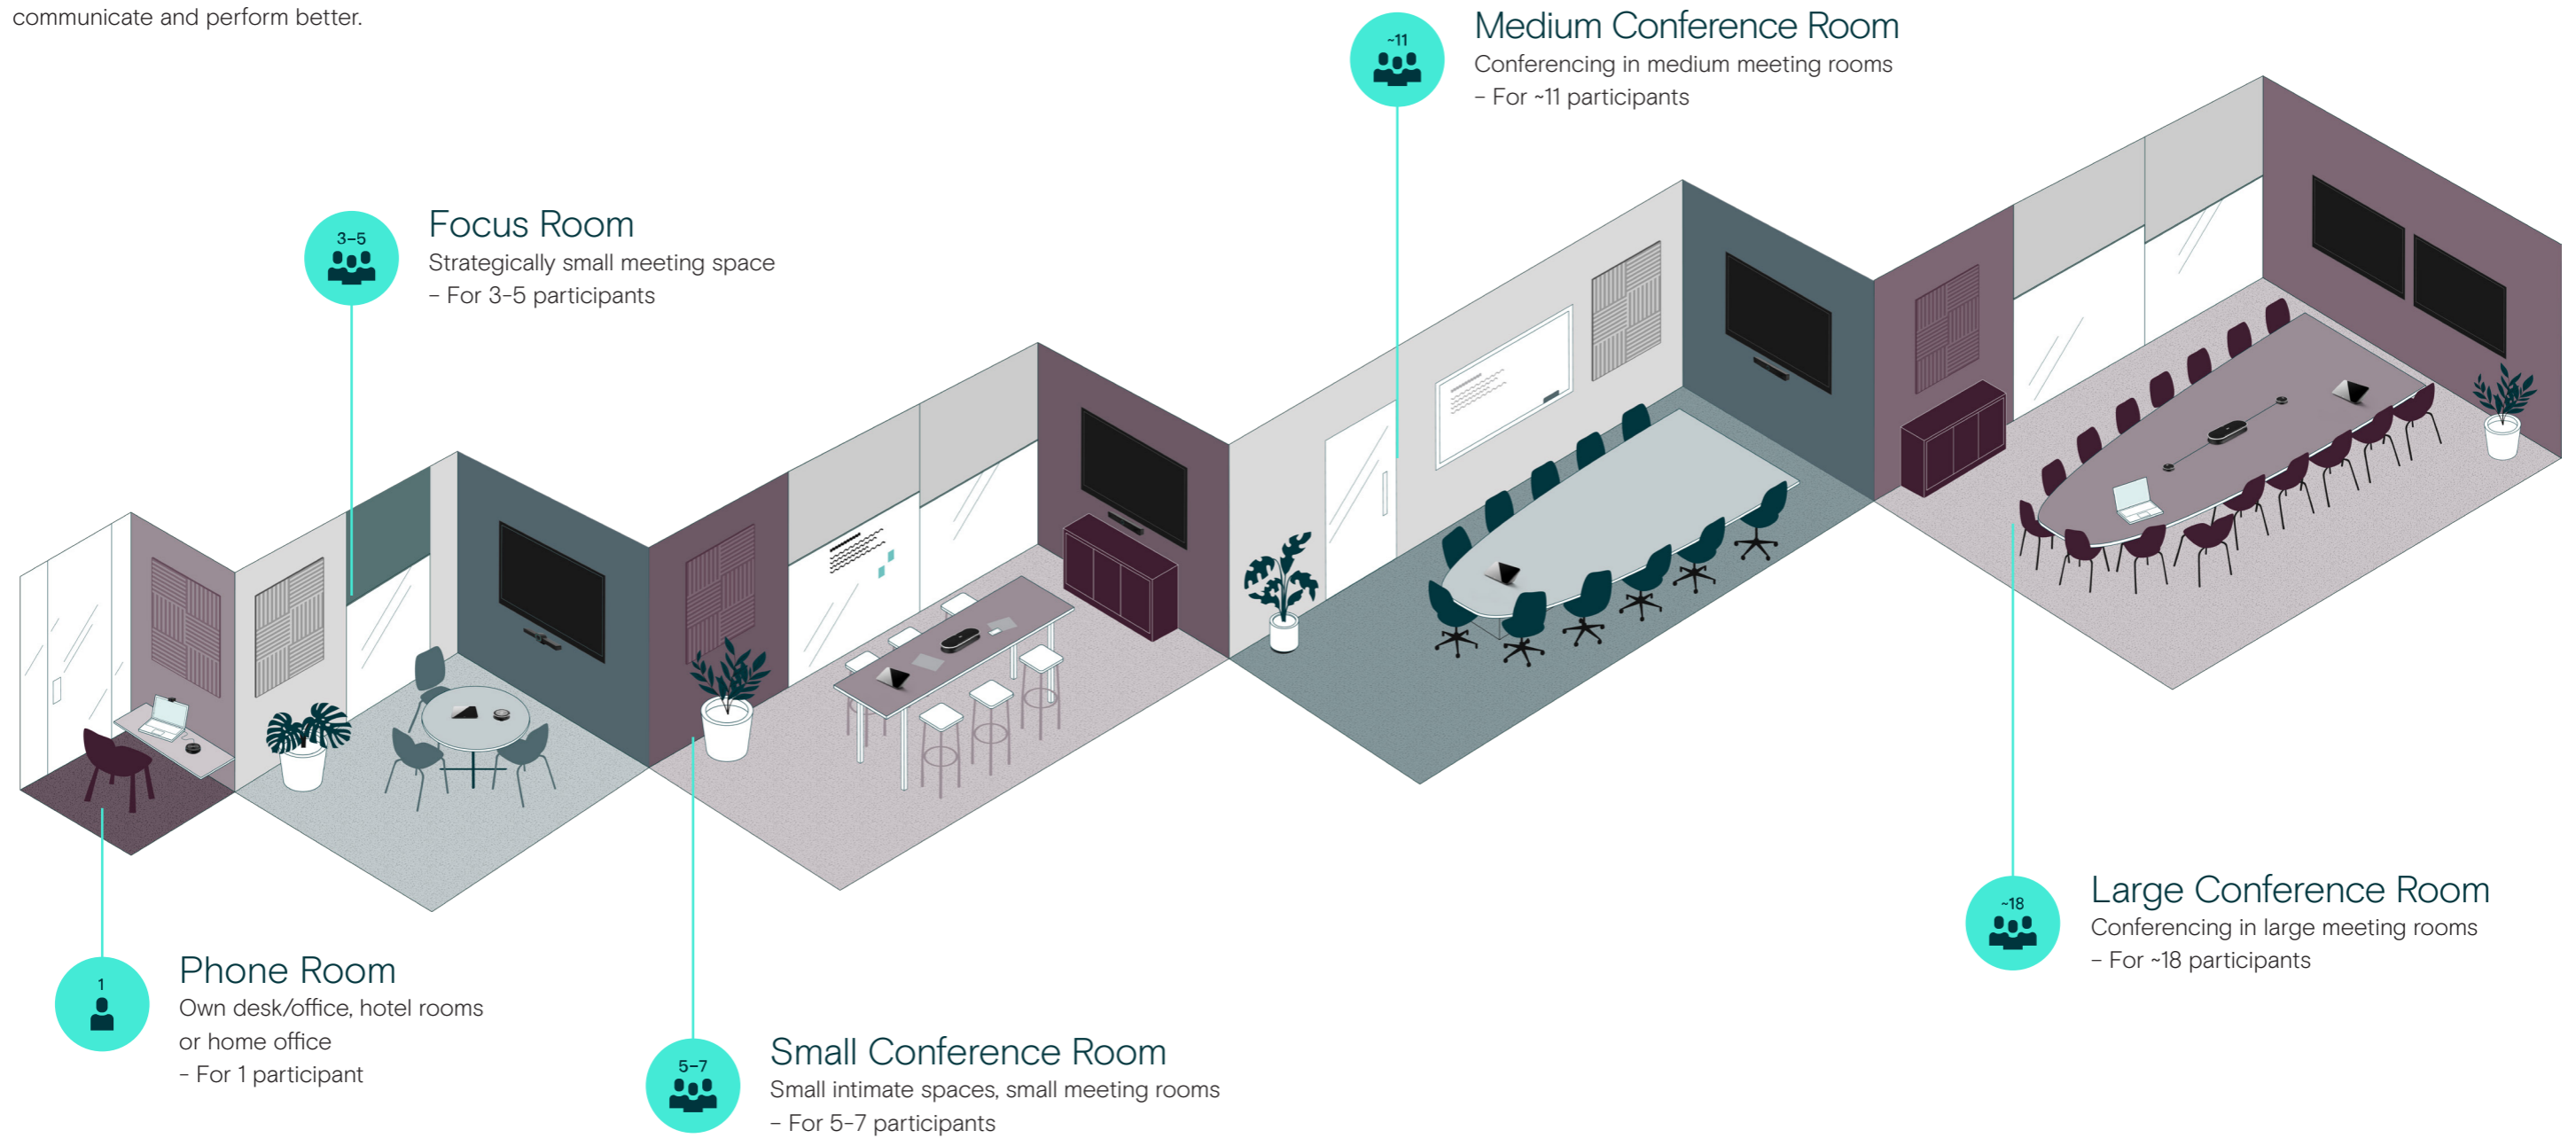 communicate and perform better.
~11
Medium Conference Room
Conferencing in medium meeting rooms
– For ~11 participants
3–5
Focus Room
Strategically small meeting space
– For 3–5 participants
1
Phone Room
Own desk/office, hotel rooms
or home office
– For 1 participant
5–7
Small Conference Room
Small intimate spaces, small meeting rooms
– For 5–7 participants
~18
Large Conference Room
Conferencing in large meeting rooms
– For ~18 participants